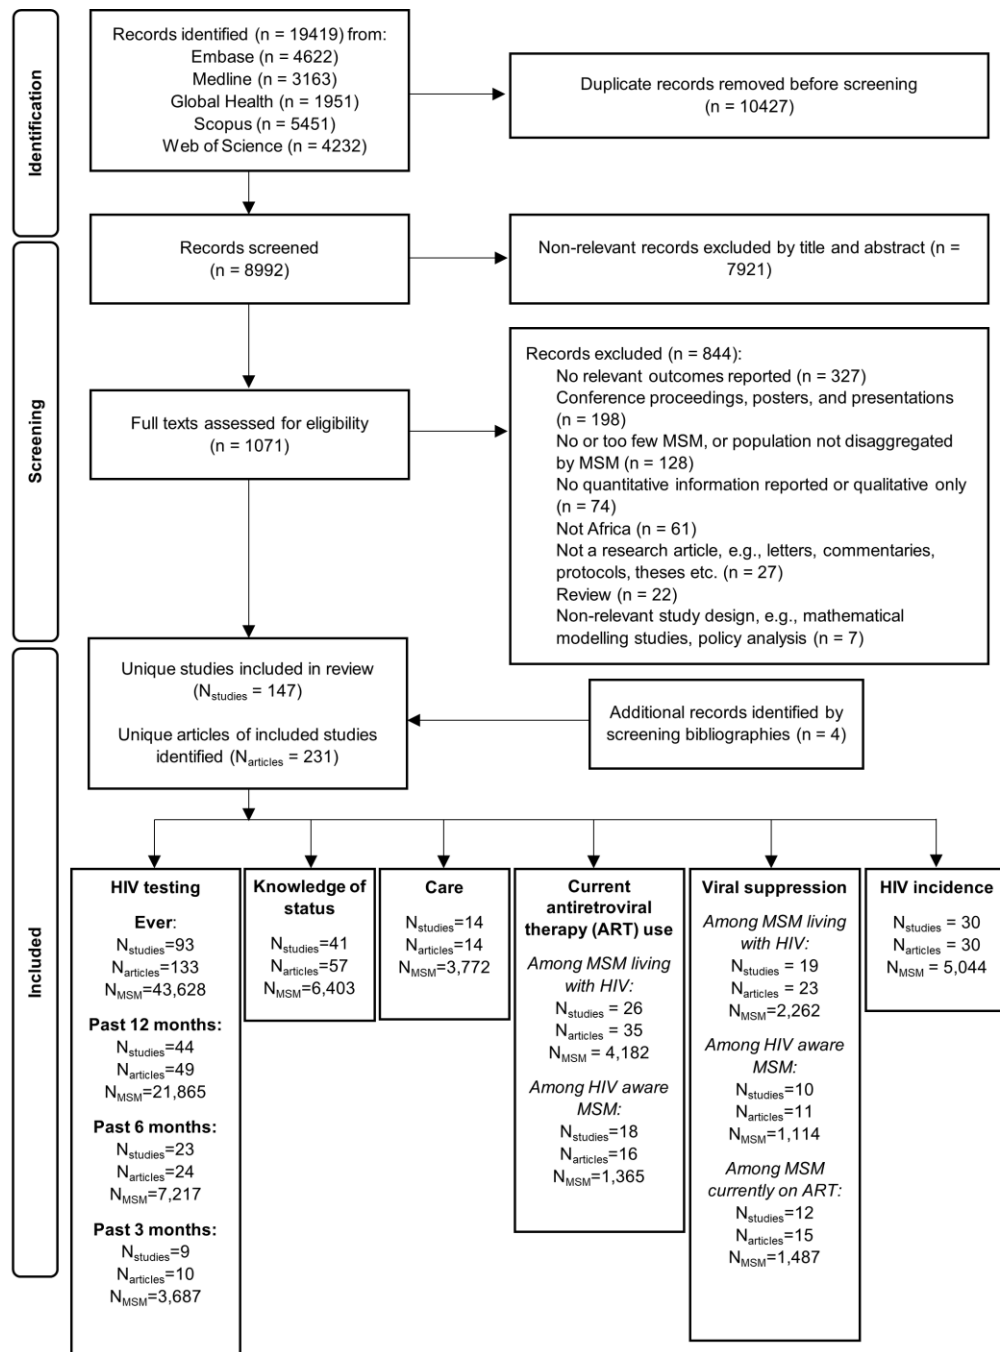 Identification
Records identified (n = 19419) from:
Embase (n = 4622)
Medline (n = 3163)
Global Health (n = 1951)
Scopus (n = 5451)
Web of Science (n = 4232)
Duplicate records removed before screening
(n = 10427)
Screening
Records screened
(n = 8992)
Non-relevant records excluded by title and abstract (n =
7921)
Full texts assessed for eligibility
(n = 1071)
Records excluded (n = 844):
No relevant outcomes reported (n = 327)
Conference proceedings, posters, and presentations
(n = 198)
No or too few MSM, or population not disaggregated
by MSM (n = 128)
No quantitative information reported or qualitative only
(n = 74)
Not Africa (n = 61)
Not a research article, e.g., letters, commentaries,
protocols, theses etc. (n = 27)
Review (n = 22)
Non-relevant study design, e.g., mathematical
modelling studies, policy analysis (n = 7)
Included
Unique studies included in review
(Nstudies = 147)
Unique articles of included studies
identified (Narticles = 231)
Additional records identified by
screening bibliographies (n = 4)
HIV testing
Ever:
Nstudies=93
Narticles=133
NMSM=43,628
Past 12 months:
Nstudies=44
Narticles=49
NMSM=21,865
Past 6 months:
Nstudies=23
Narticles=24
NMSM=7,217
Past 3 months:
Nstudies=9
Narticles=10
NMSM=3,687
Knowledge of
status
Nstudies=41
Narticles=57
NMSM=6,403
Care
Nstudies=14
Narticles=14
NMSM=3,772
Current
antiretroviral
therapy (ART) use
Among MSM living
with HIV:
Nstudies = 26
Narticles = 35
NMSM = 4,182
Among HIV aware
MSM:
Nstudies=18
Narticles=16
NMSM=1,365
Viral suppression
Among MSM living
with HIV:
Nstudies = 19
Narticles = 23
NMSM=2,262
Among HIV aware
MSM:
Nstudies=10
Narticles=11
NMSM=1,114
Among MSM
currently on ART:
Nstudies=12
Narticles=15
NMSM=1,487
HIV incidence
Nstudies = 30
Narticles = 30
NMSM = 5,044